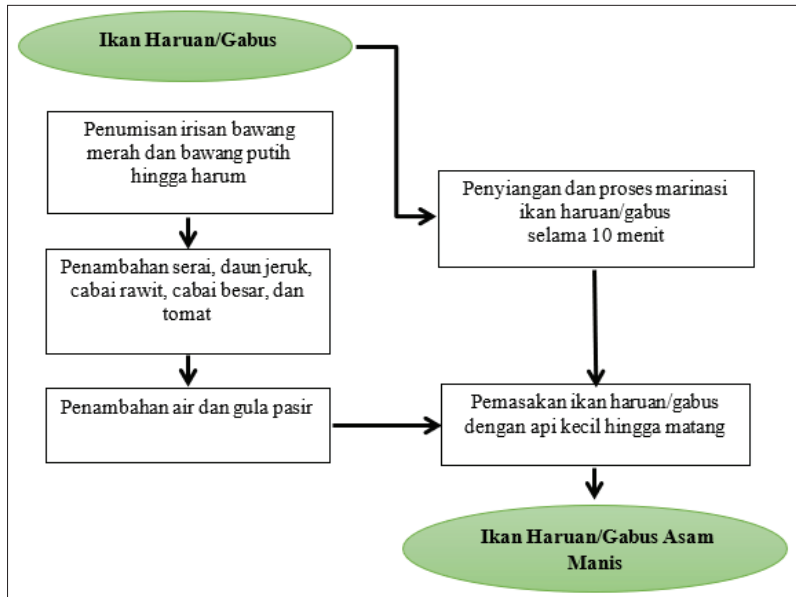 Ikan Haruan/Gabus
Penumisan irisan bawang
merah dan bawang putih
hingga harum
Penyiangan dan proses marinasi
ikan haruan/gabus
selama 10 menit
Penambahan serai, daun jeruk,
cabai rawit, cabai besar, dan
tomat
Penambahan air dan gula pasir
Pemasakan ikan haruan/gabus
dengan api kecil hingga matang
Ikan Haruan/Gabus Asam
Manis